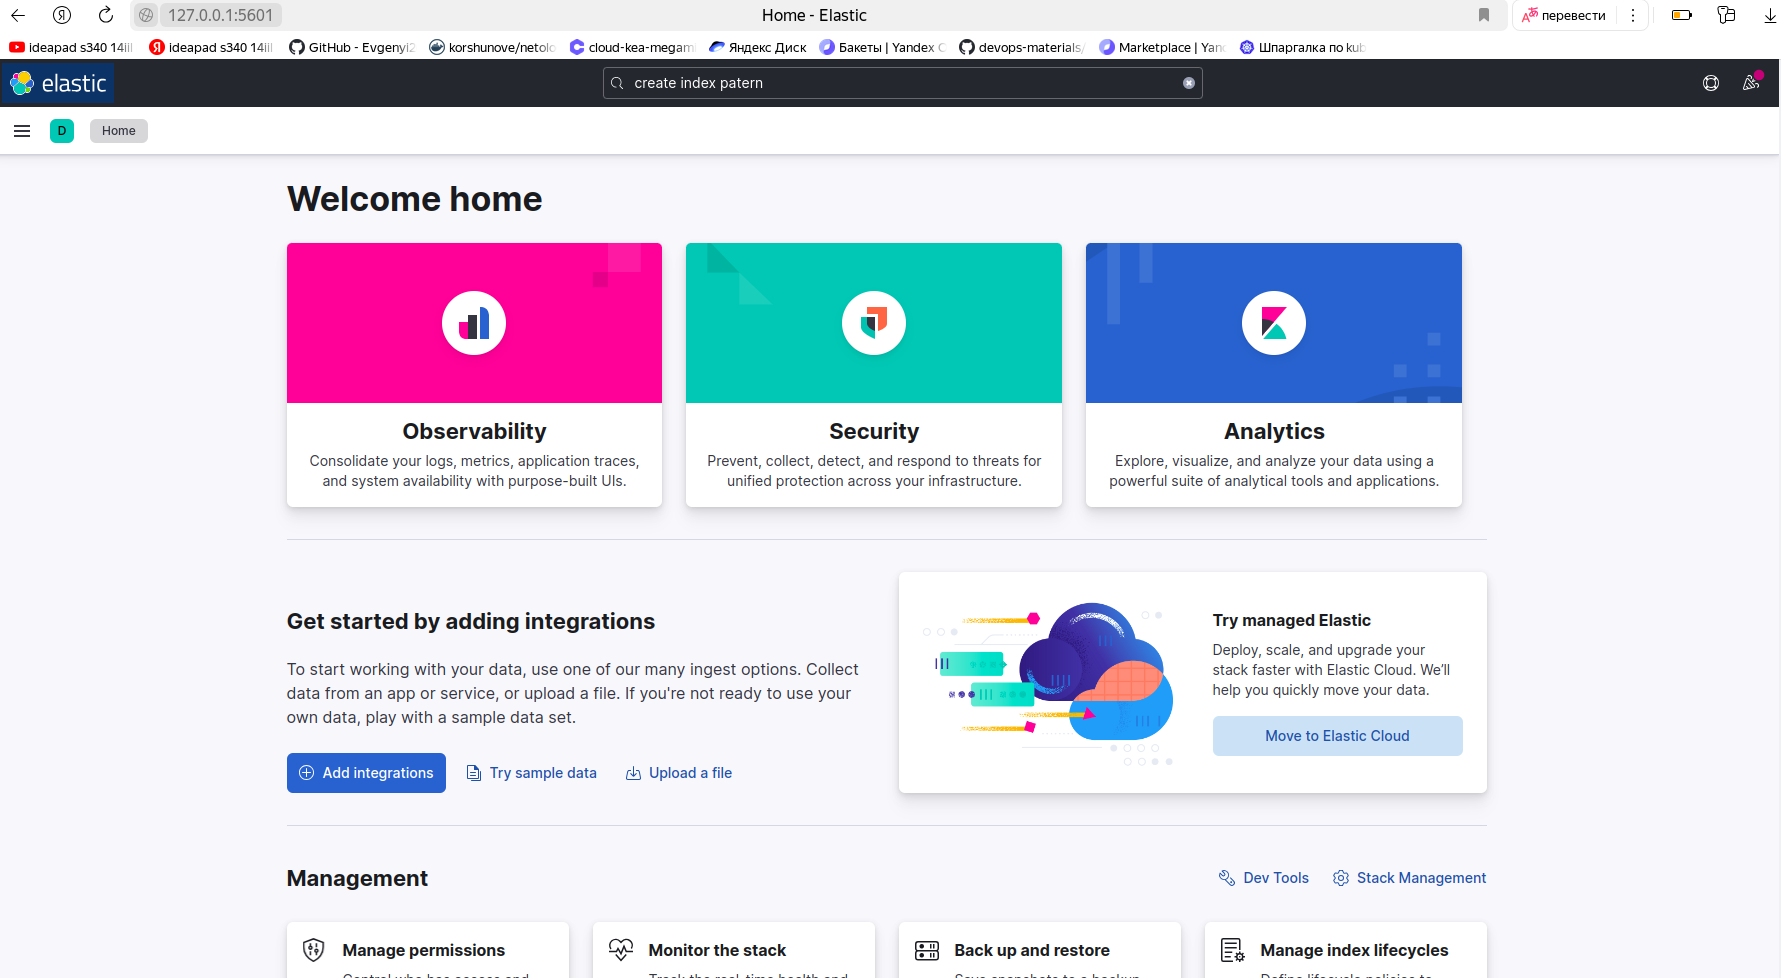 127.0.0.1:5601
Home - Elastic
перевести
ideapad s340 14iil
ideapad s340 14iil
GitHub - Evgenyi2
korshunove/netolo
cloud-kea-megam
Яндекс Диск
Бакеты | Yandex C
devops-materials/
Marketplace | Yan
Шпаргалка по kub
elastic
create index patern
D
Home
Welcome home
Observability
Consolidate your logs, metrics, application traces,
and system availability with purpose-built UIs.
Security
Prevent, collect, detect, and respond to threats for
unified protection across your infrastructure.
Analytics
Explore, visualize, and analyze your data using a
powerful suite of analytical tools and applications.
Get started by adding integrations
To start working with your data, use one of our many ingest options. Collect
data from an app or service, or upload a file. If you're not ready to use your
own data, play with a sample data set.
Add integrations
Try sample data
Upload a file
Try managed Elastic
Deploy, scale, and upgrade your
stack faster with Elastic Cloud. We’ll
help you quickly move your data.
Move to Elastic Cloud
Management
Dev Tools
Stack Management
Manage permissions
Monitor the stack
Back up and restore
Manage index lifecycles